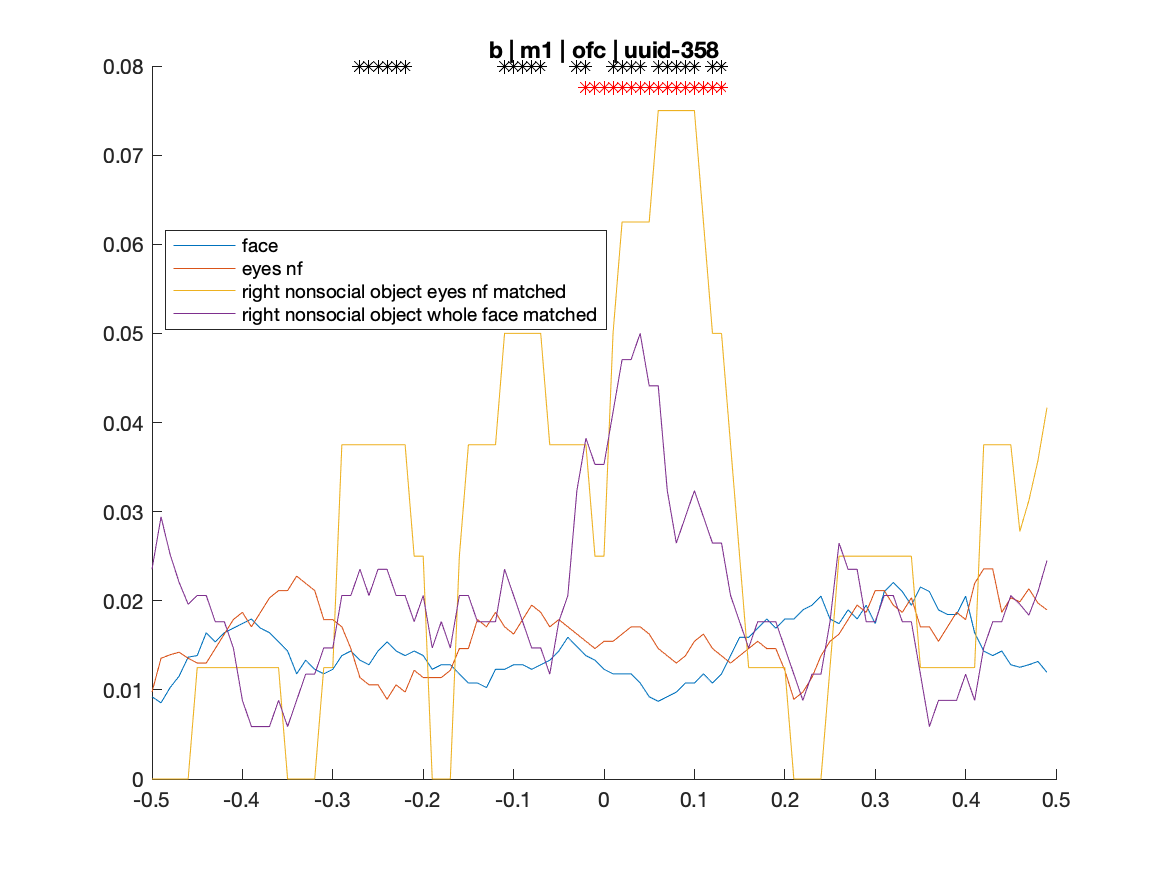 b | m1 | ofc | uuid-358
0.08
0.07
0.06
0.05
0.04
0.03
0.02
0.01
0
face
eyes nf
right nonsocial object eyes nf matched
right nonsocial object whole face matched
-0.5 -0.4 -0.3 -0.2 -0.1 0 0.1 0.2 0.3 0.4 0.5